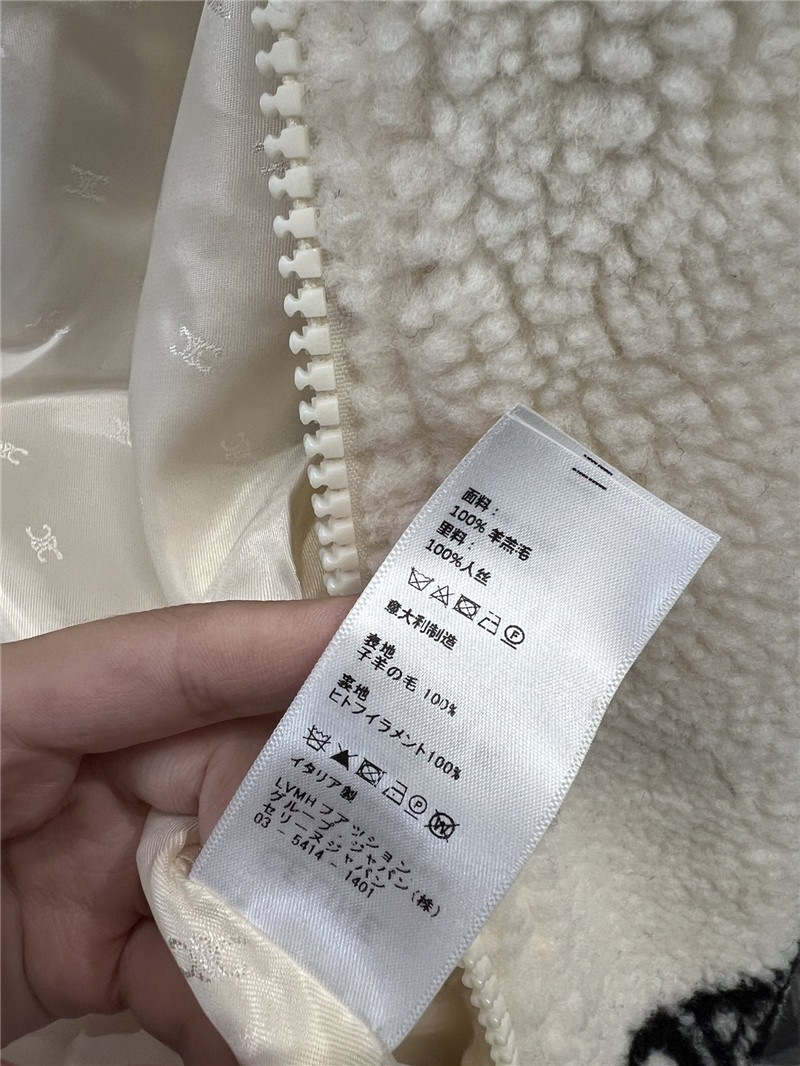 面料：
100% 羊羔毛
里料：
100%人丝
F
意大利制造
表地
子羊の毛 100%
裏地
ヒトフイラメント100%
P W
イタリア製
LVMH ファッション
グループ・ジャパン
セリーヌジャパン(株)
03 - 5414 - 1401